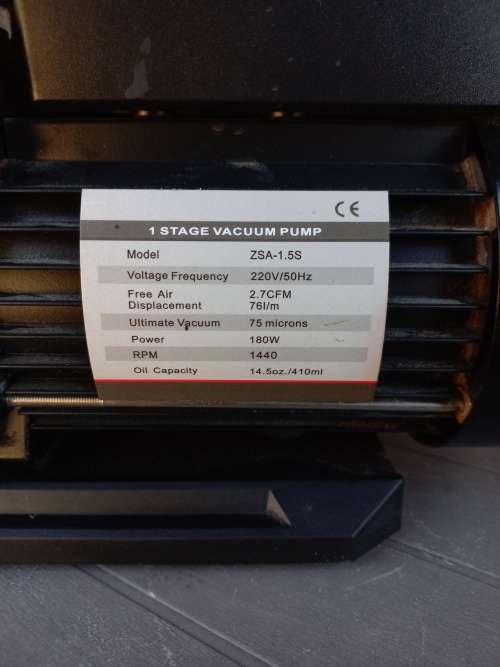 CE
1 STAGE VACUUM PUMP
Model ZSA-1.5S
Voltage Frequency 220V/50Hz
Free Air 2.7CFM
Displacement 76l/m
Ultimate Vacuum 75 microns
Power 180W
RPM 1440
Oil Capacity 14.5oz./410ml